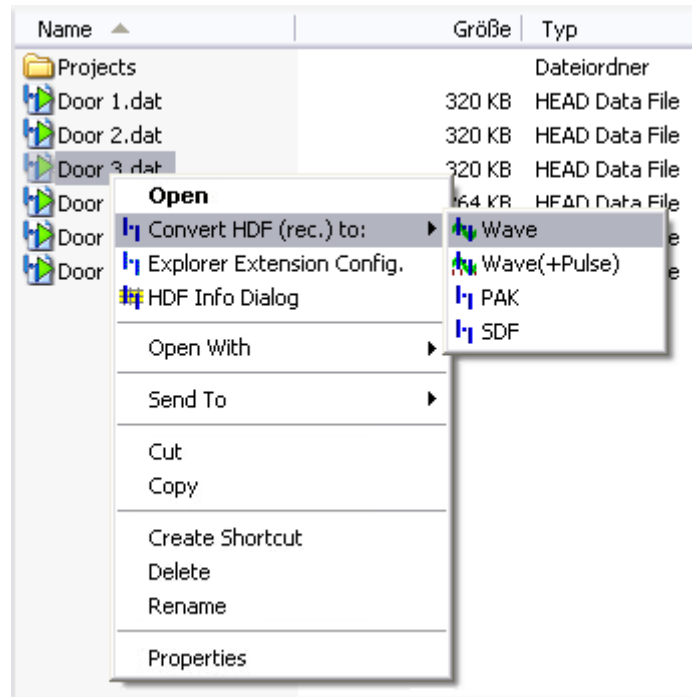 Name Größe Typ
Projects Dateiordner
Door 1.dat 320 KB HEAD Data File
Door 2.dat 320 KB HEAD Data File
Door 3.dat 320 KB HEAD Data File
Door 64 KB HEAD Data File
Door e
Door e
Open
Convert HDF (rec.) to:
Explorer Extension Config.
HDF Info Dialog
Open With
Send To
Cut
Copy
Create Shortcut
Delete
Rename
Properties
Wave
Wave(+Pulse)
PAK
SDF